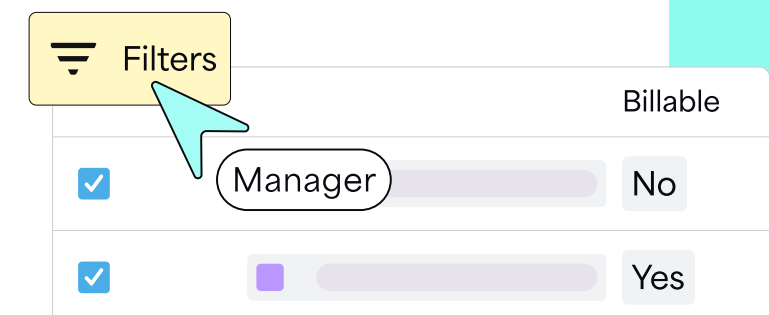 Filters
Billable
Manager
No
Yes